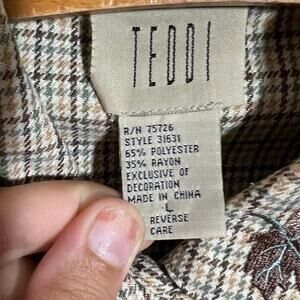 TEDDI
R/N 75726
STYLE 31631
65% POLYESTER
35% RAYON
EXCLUSIVE OF
DECORATION
MADE IN CHINA
L
REVERSE
CARE